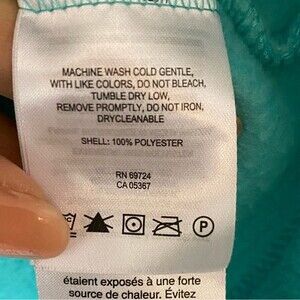 MACHINE WASH COLD GENTLE,
WITH LIKE COLORS, DO NOT BLEACH,
TUMBLE DRY LOW,
REMOVE PROMPTLY, DO NOT IRON,
DRYCLEANABLE
SHELL: 100% POLYESTER
RN 69724
CA 05367
P
étaient exposés à une forte
source de chaleur. Évitez